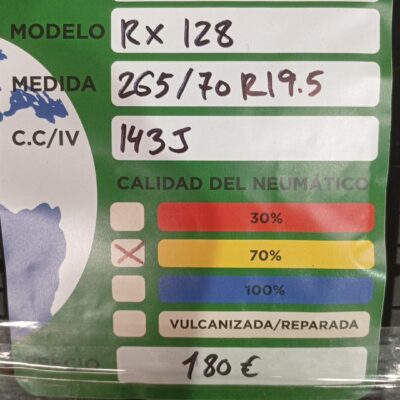 MODELO RX 128
MEDIDA 265/70 R19.5
C.C/IV 143J
CALIDAD DEL NEUMÁTICO
30%
70%
100%
VULCANIZADA/REPARADA
PRECIO 180 €